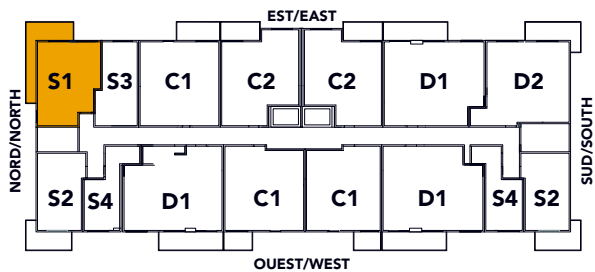 EST/EAST
NORD/NORTH
S1 S3 C1 C2 C2 D1 D2
SUD/SOUTH
S2 S4 D1 C1 C1 D1 S4 S2
OUEST/WEST